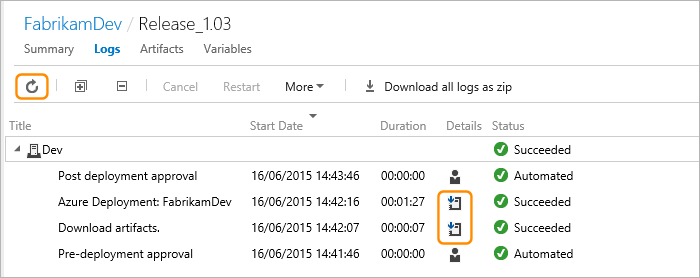 FabrikamDev / Release_1.03
Summary Logs Artifacts Variables
Cancel Restart More Download all logs as zip
Title Start Date Duration Details Status
Dev Succeeded
Post deployment approval 16/06/2015 14:43:46 00:00:00 Automated
Azure Deployment: FabrikamDev 16/06/2015 14:42:16 00:01:27 Succeeded
Download artifacts. 16/06/2015 14:42:07 00:00:07 Succeeded
Pre-deployment approval 16/06/2015 14:41:46 00:00:00 Automated